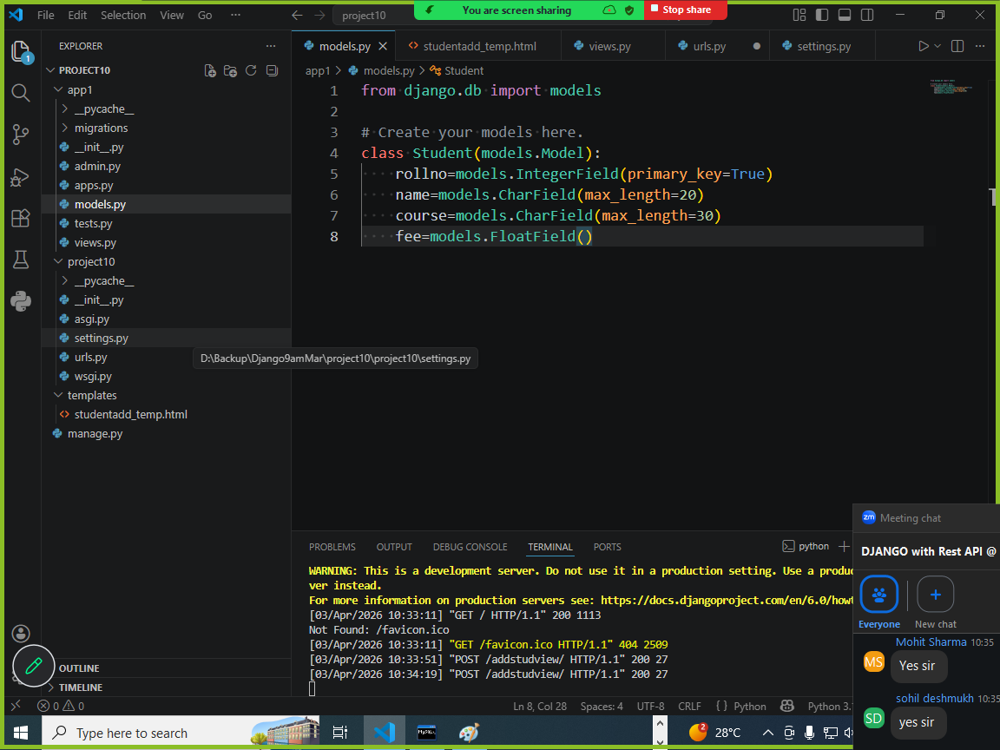 File Edit Selection View Go ···
project10
You are screen sharing
Stop share
EXPLORER
PROJECT10
app1
__pycache__
migrations
__init__.py
admin.py
apps.py
models.py
tests.py
views.py
project10
__pycache__
__init__.py
asgi.py
settings.py
urls.py
wsgi.py
templates
studentadd_temp.html
manage.py
OUTLINE
TIMELINE
1
D:\Backup\Django9amMar\project10\project10\settings.py
models.py studentadd_temp.html views.py urls.py settings.py
app1 > models.py > Student
1 from django.db import models
2
3 # Create your models here.
4 class Student(models.Model):
5 rollno=models.IntegerField(primary_key=True)
6 name=models.CharField(max_length=20)
7 course=models.CharField(max_length=30)
8 fee=models.FloatField()
PROBLEMS OUTPUT DEBUG CONSOLE TERMINAL PORTS
python
WARNING: This is a development server. Do not use it in a production setting. Use a produc
ver instead.
For more information on production servers see: https://docs.djangoproject.com/en/6.0/howt
[03/Apr/2026 10:33:11] "GET / HTTP/1.1" 200 1113
Not Found: /favicon.ico
[03/Apr/2026 10:33:11] "GET /favicon.ico HTTP/1.1" 404 2509
[03/Apr/2026 10:33:51] "POST /addstudview/ HTTP/1.1" 200 27
[03/Apr/2026 10:34:19] "POST /addstudview/ HTTP/1.1" 200 27
zm Meeting chat
DJANGO with Rest API @
Everyone New chat
Mohit Sharma 10:35
MS Yes sir
sohil deshmukh 10:35
SD yes sir
0 0
Ln 8, Col 28 Spaces: 4 UTF-8 CRLF { } Python Python 3.
Type here to search
2 28°C